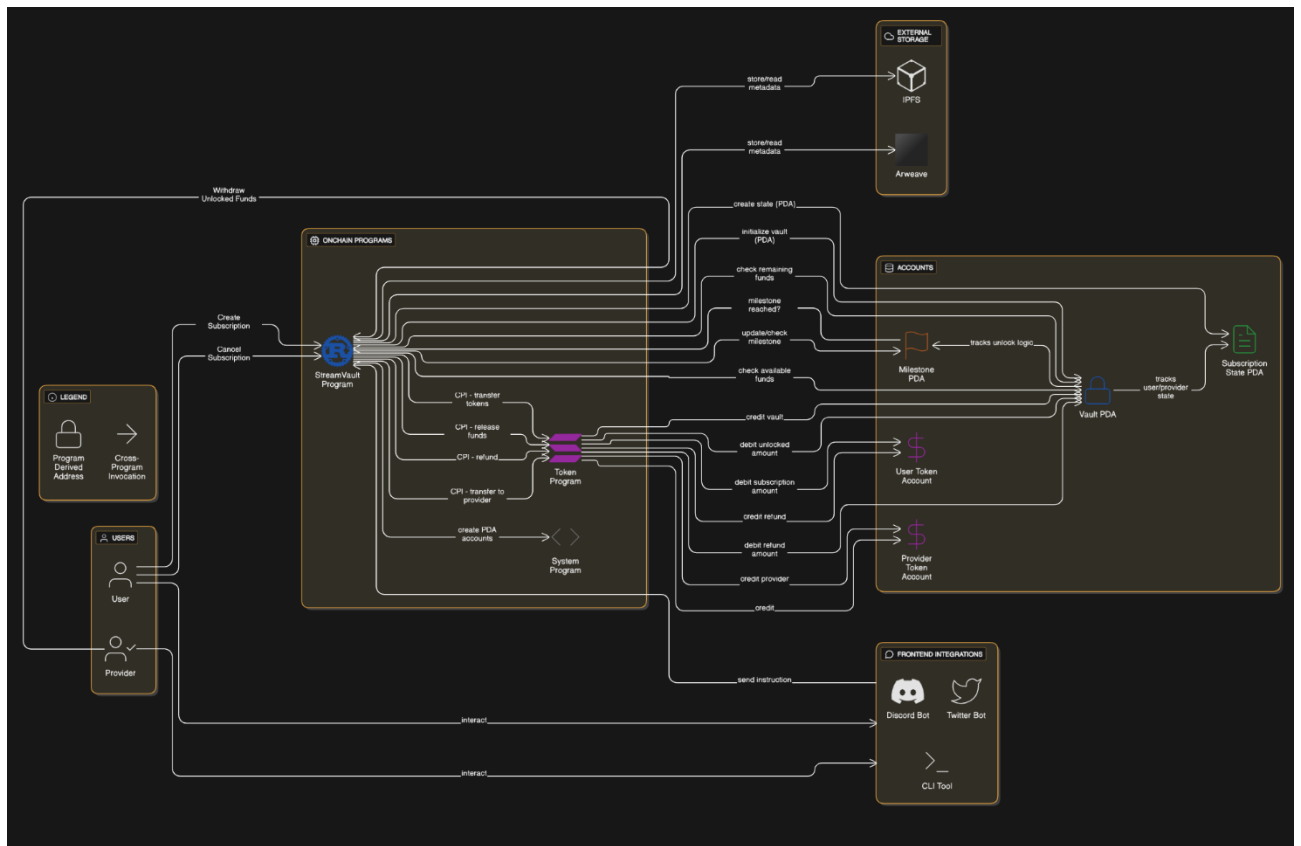 EXTERNAL
STORAGE
IPFS
Arweave
store/read
metadata
store/read
metadata
Withdraw
Unlocked Funds
ONCHAIN PROGRAMS
StreamVault
Program
Create
Subscription
Cancel
Subscription
create state (PDA)
initialize vault
(PDA)
check remaining
funds
milestone
reached?
update/check
milestone
check available
funds
credit vault
debit unlocked
amount
debit subscription
amount
credit refund
debit refund
amount
credit provider
credit
CPI - transfer
tokens
CPI - release
funds
CPI - refund
CPI - transfer to
provider
create PDA
accounts
Token
Program
System
Program
ACCOUNTS
Milestone
PDA
tracks unlock logic
Vault PDA
tracks
user/provider
state
Subscription
State PDA
User Token
Account
Provider
Token
Account
LEGEND
Program
Derived
Address
Cross-
Program
Invocation
USERS
User
Provider
send instruction
interact
interact
FRONTEND INTEGRATIONS
Discord Bot
Twitter Bot
CLI Tool